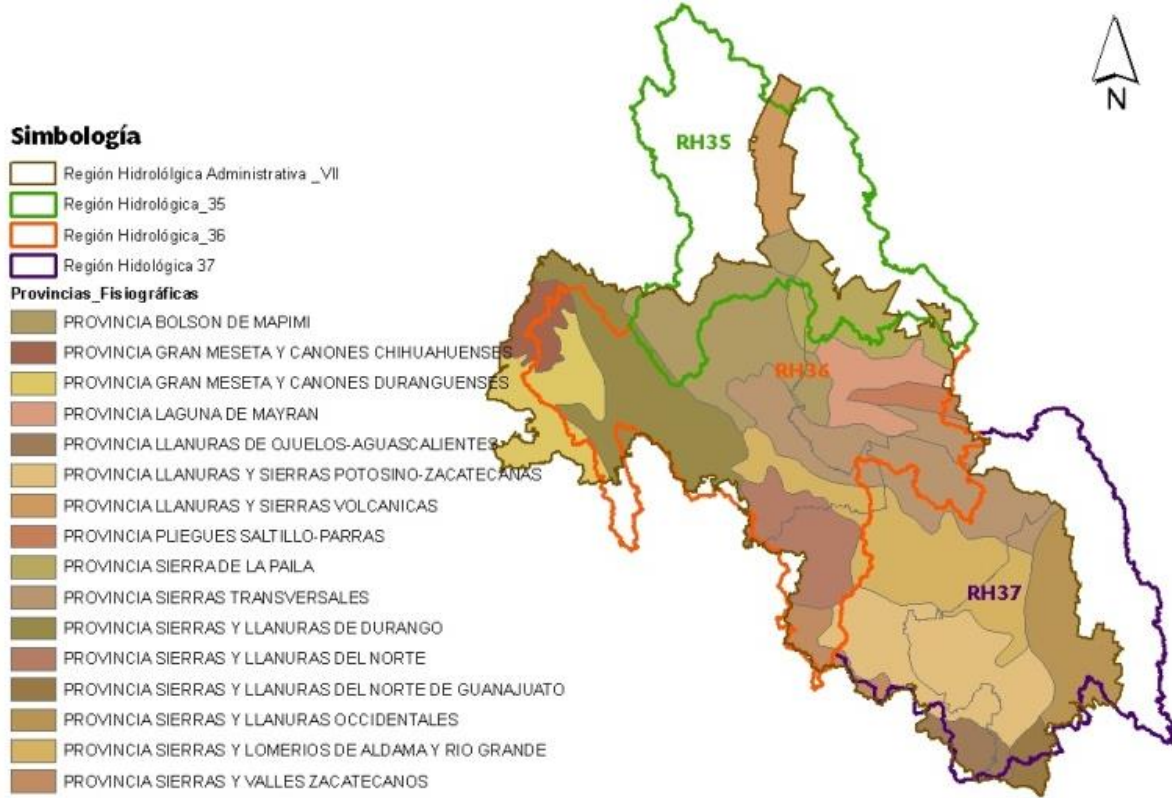 Simbología
Región Hidrolólgica Administrativa _VII
Región Hidrológica_35
Región Hidrológica_36
Región Hidológica 37
Provincias_Fisiográficas
PROVINCIA BOLSON DE MAPIMI
PROVINCIA GRAN MESETA Y CANONES CHIHUAHUENSES
PROVINCIA GRAN MESETA Y CANONES DURANGUENSES
PROVINCIA LAGUNA DE MAYRAN
PROVINCIA LLANURAS DE OJUELOS-AGUASCALIENTES
PROVINCIA LLANURAS Y SIERRAS POTOSINO-ZACATECANAS
PROVINCIA LLANURAS Y SIERRAS VOLCANICAS
PROVINCIA PLIEGUES SALTILLO-PARRAS
PROVINCIA SIERRA DE LA PAILA
PROVINCIA SIERRAS TRANSVERSALES
PROVINCIA SIERRAS Y LLANURAS DE DURANGO
PROVINCIA SIERRAS Y LLANURAS DEL NORTE
PROVINCIA SIERRAS Y LLANURAS DEL NORTE DE GUANAJUATO
PROVINCIA SIERRAS Y LLANURAS OCCIDENTALES
PROVINCIA SIERRAS Y LOMERIOS DE ALDAMA Y RIO GRANDE
PROVINCIA SIERRAS Y VALLES ZACATECANOS
RH35
RH36
RH37
N